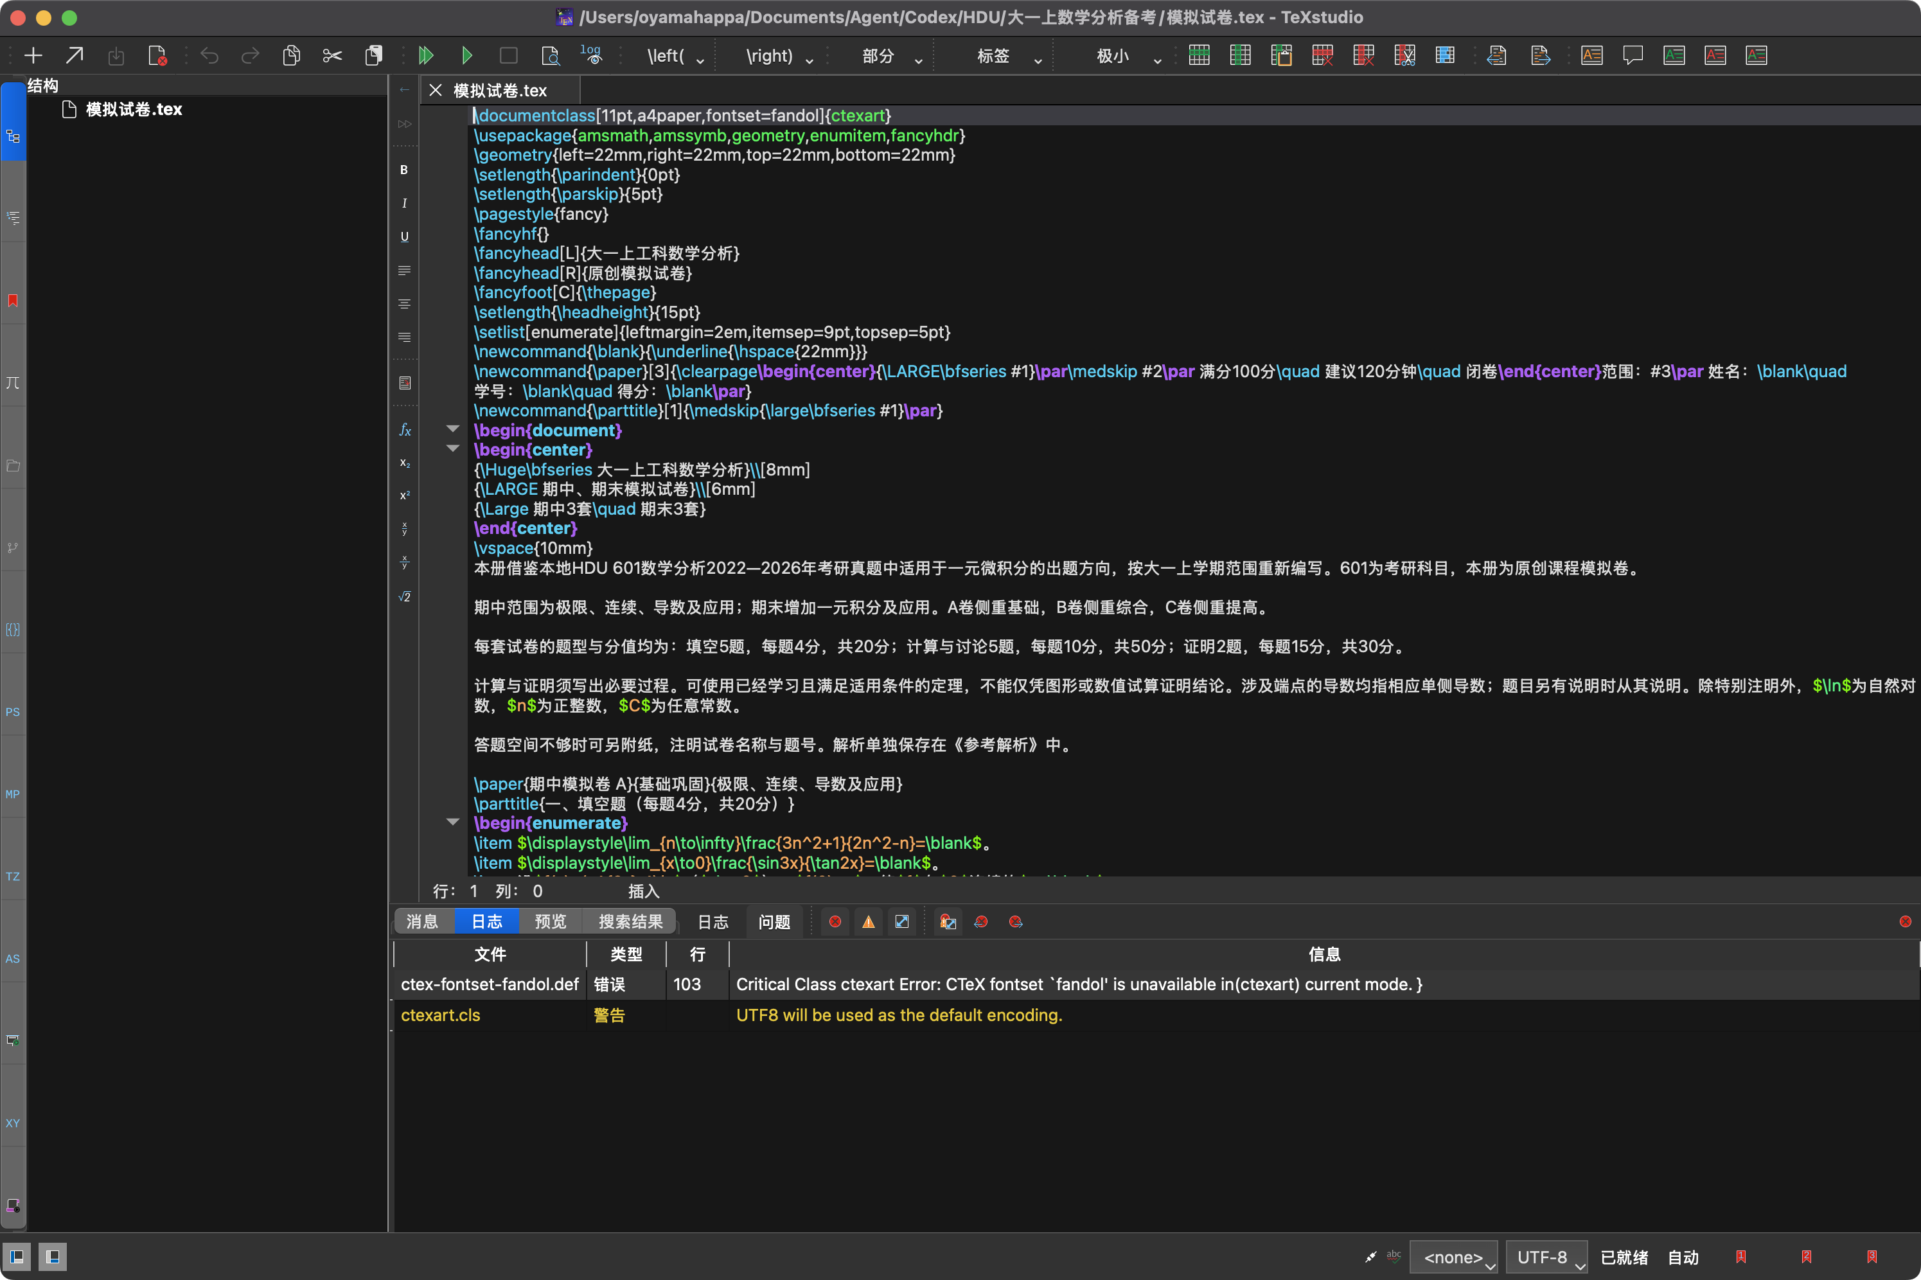 /Users/oyamahappa/Documents/Agent/Codex/HDU/大一上数学分析备考/模拟试卷.tex - TeXstudio
log \left( \right) 部分 标签 极小
结构
模拟试卷.tex
模拟试卷.tex
\documentclass[11pt,a4paper,fontset=fandol]{ctexart}
\usepackage{amsmath,amssymb,geometry,enumitem,fancyhdr}
\geometry{left=22mm,right=22mm,top=22mm,bottom=22mm}
\setlength{\parindent}{0pt}
\setlength{\parskip}{5pt}
\pagestyle{fancy}
\fancyhf{}
\fancyhead[L]{大一上工科数学分析}
\fancyhead[R]{原创模拟试卷}
\fancyfoot[C]{\thepage}
\setlength{\headheight}{15pt}
\setlist[enumerate]{leftmargin=2em,itemsep=9pt,topsep=5pt}
\newcommand{\blank}{\underline{\hspace{22mm}}}
\newcommand{\paper}[3]{\clearpage\begin{center}{\LARGE\bfseries #1}\par\medskip #2\par 满分100分\quad 建议120分钟\quad 闭卷\end{center}范围：#3\par 姓名：\blank\quad
学号：\blank\quad 得分：\blank\par}
\newcommand{\parttitle}[1]{\medskip{\large\bfseries #1}\par}
\begin{document}
\begin{center}
{\Huge\bfseries 大一上工科数学分析}\\[8mm]
{\LARGE 期中、期末模拟试卷}\\[6mm]
{\Large 期中3套\quad 期末3套}
\end{center}
\vspace{10mm}
本册借鉴本地HDU 601数学分析2022—2026年考研真题中适用于一元微积分的出题方向，按大一上学期范围重新编写。601为考研科目，本册为原创课程模拟卷。
期中范围为极限、连续、导数及应用；期末增加一元积分及应用。A卷侧重基础，B卷侧重综合，C卷侧重提高。
每套试卷的题型与分值均为：填空5题，每题4分，共20分；计算与讨论5题，每题10分，共50分；证明2题，每题15分，共30分。
计算与证明须写出必要过程。可使用已经学习且满足适用条件的定理，不能仅凭图形或数值试算证明结论。涉及端点的导数均指相应单侧导数；题目另有说明时从其说明。除特别注明外，$\ln$为自然对
数，$n$为正整数，$C$为任意常数。
答题空间不够时可另附纸，注明试卷名称与题号。解析单独保存在《参考解析》中。
\paper{期中模拟卷 A}{基础巩固}{极限、连续、导数及应用}
\parttitle{一、填空题（每题4分，共20分）}
\begin{enumerate}
\item $\displaystyle\lim_{n\to\infty}\frac{3n^2+1}{2n^2-n}=\blank$。
\item $\displaystyle\lim_{x\to0}\frac{\sin3x}{\tan2x}=\blank$。
行： 1 列： 0 插入
消息 日志 预览 搜索结果 日志 问题
文件 类型 行 信息
ctex-fontset-fandol.def 错误 103 Critical Class ctexart Error: CTeX fontset `fandol' is unavailable in(ctexart) current mode. }
ctexart.cls 警告 UTF8 will be used as the default encoding.
B
I
U
fx
x₂
x²
x/y
x/y
√2
π
PS
MP
TZ
AS
XY
abc <none> UTF-8 已就绪 自动 1 2 3